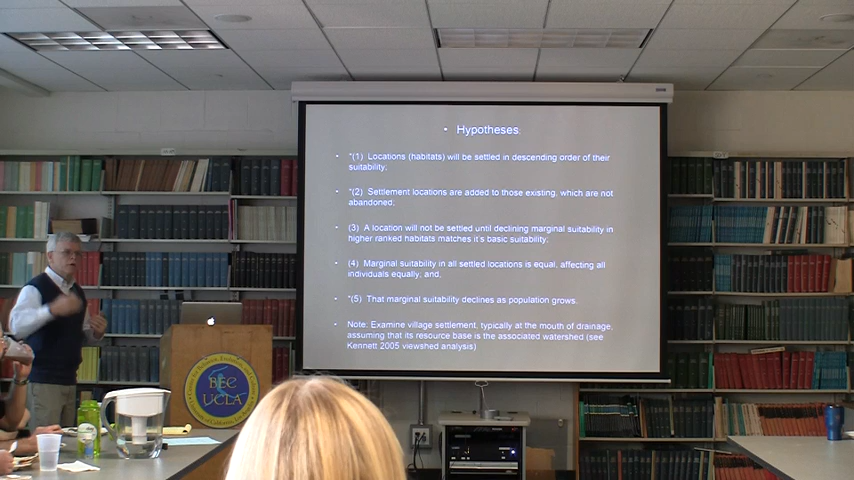 • Hypotheses.
• "(1) Locations (habitats) will be settled in descending order of their
suitability;
• "(2) Settlement locations are added to those existing, which are not
abandoned;
• (3) A location will not be settled until declining marginal suitability in
higher ranked habitats matches it's basic suitability;
• (4) Marginal suitability in all settled locations is equal, affecting all
individuals equally; and,
• "(5) That marginal suitability declines as population grows.
• Note: Examine village settlement, typically at the mouth of drainage,
assuming that its resource base is the associated watershed (see
Kennett 2005 viewshed analysis)
BEC
UCLA